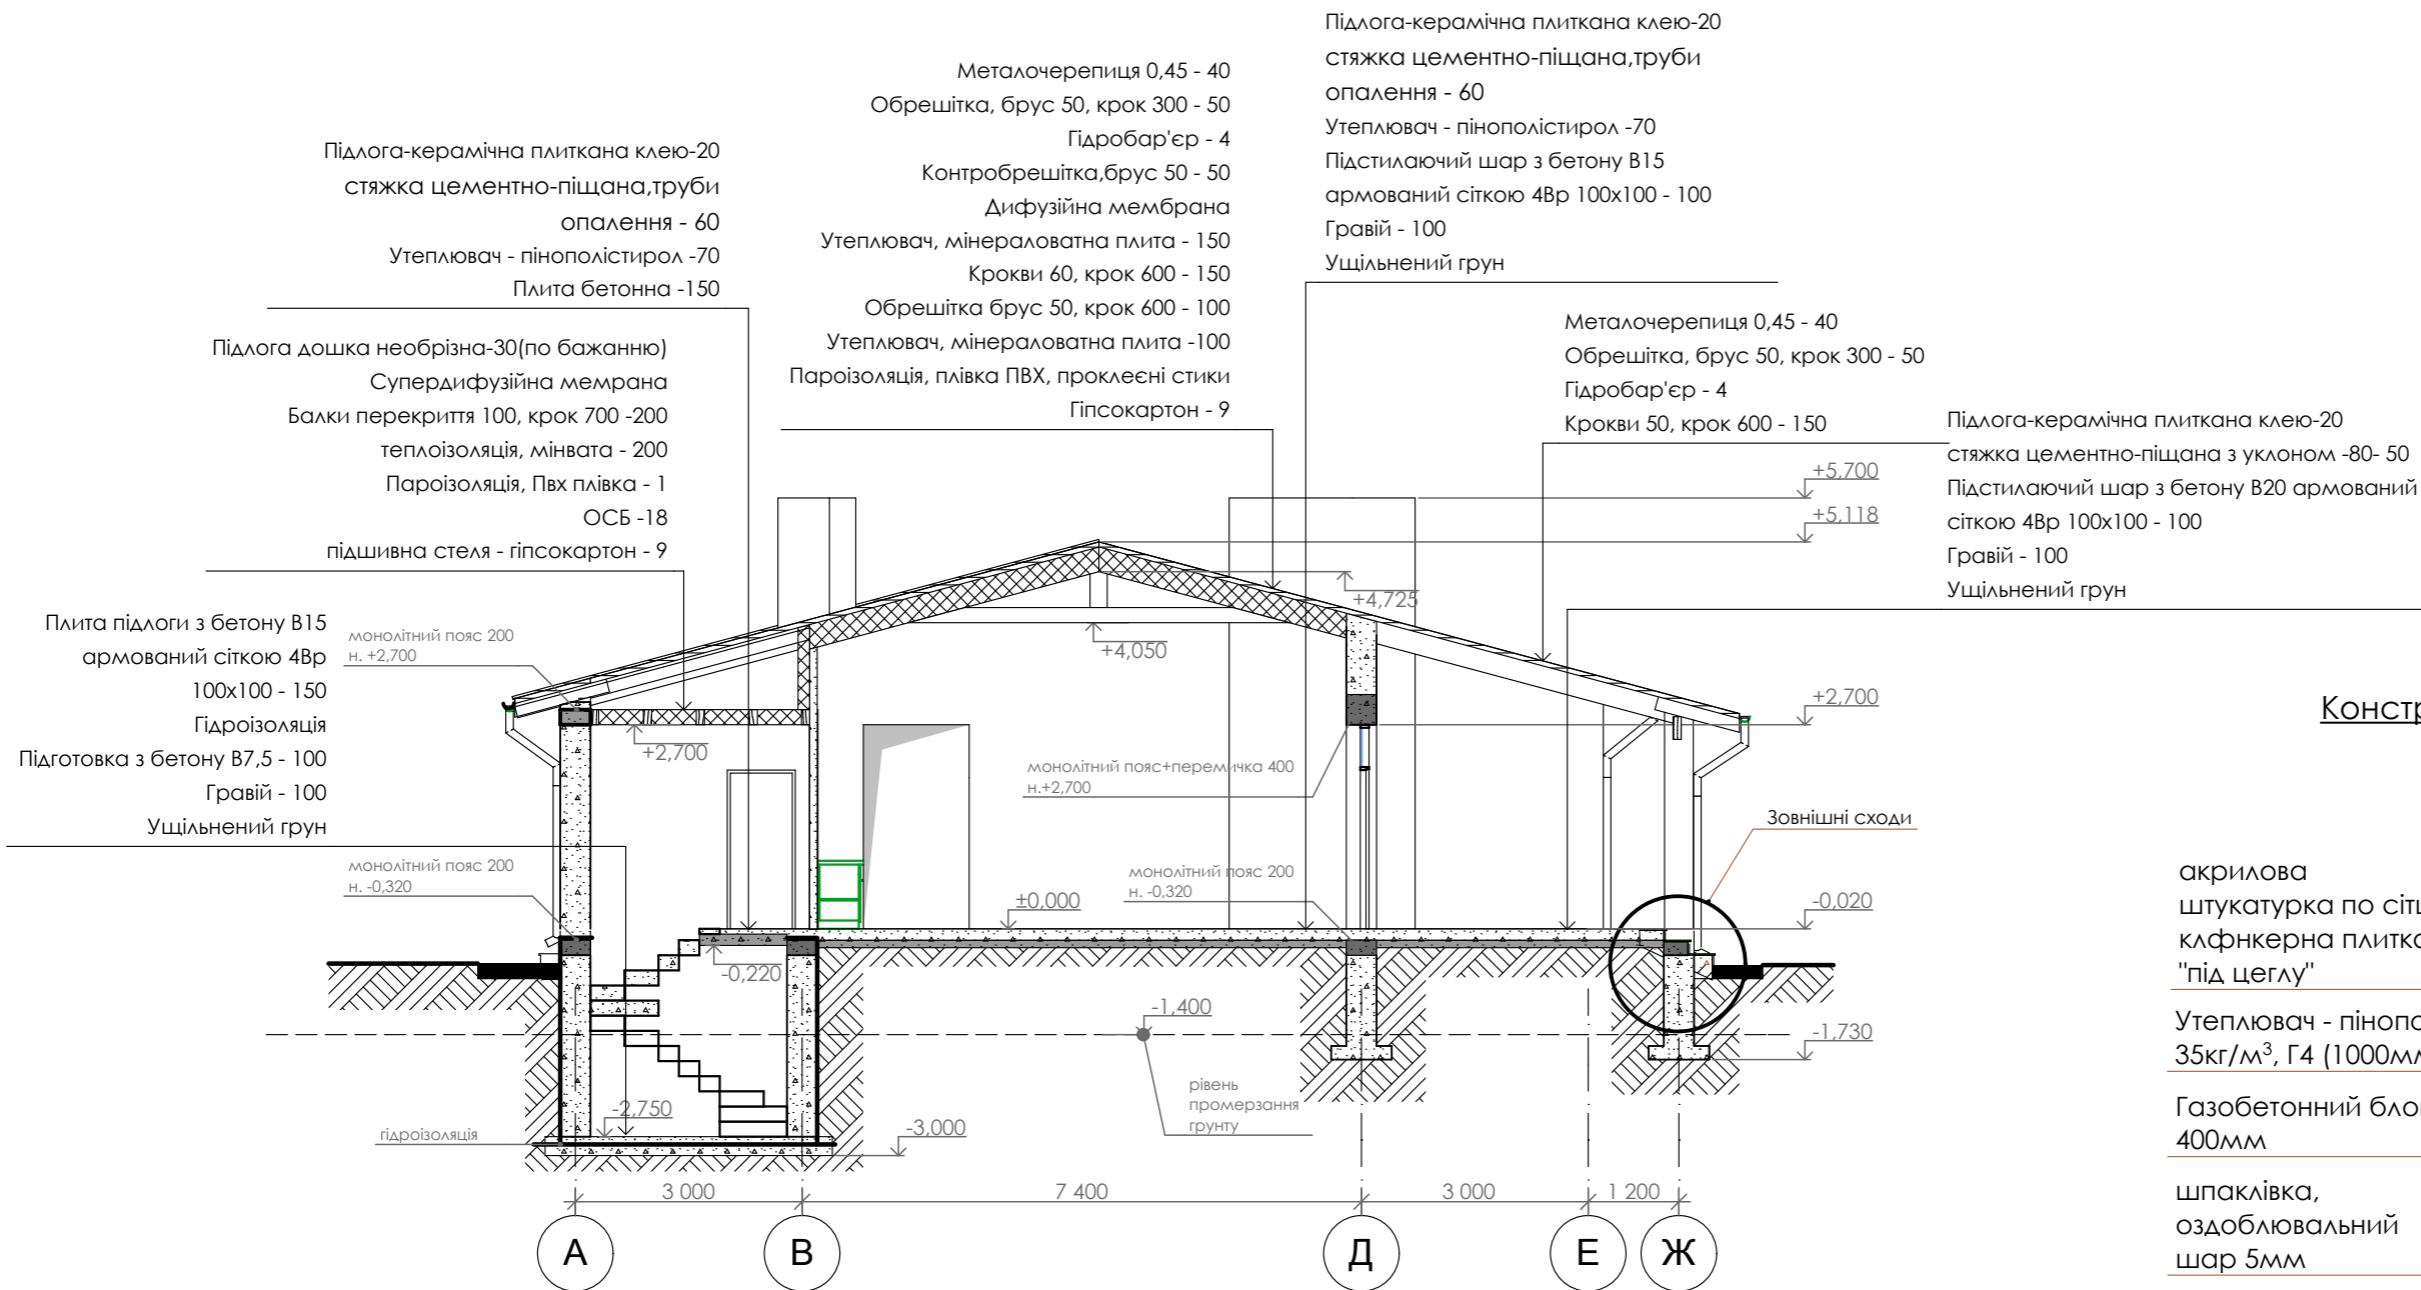 Підлога-керамічна плиткана клею-20
стяжка цементно-піщана,труби
опалення - 60
Утеплювач - пінополістирол -70
Плита бетонна -150
Підлога дошка необрізна-30(по бажанню)
Супердифузійна мемрана
Балки перекриття 100, крок 700 -200
теплоізоляція, мінвата - 200
Пароізоляція, Пвх плівка - 1
ОСБ -18
підшивна стеля - гіпсокартон - 9
Плита підлоги з бетону В15
армований сіткою 4Вр
100х100 - 150
Гідроізоляція
Підготовка з бетону В7,5 - 100
Гравій - 100
Ущільнений грун
Металочерепиця 0,45 - 40
Обрешітка, брус 50, крок 300 - 50
Гідробар'єр - 4
Контробрешітка,брус 50 - 50
Дифузійна мембрана
Утеплювач, мінераловатна плита - 150
Крокви 60, крок 600 - 150
Обрешітка брус 50, крок 600 - 100
Утеплювач, мінераловатна плита -100
Пароізоляція, плівка ПВХ, проклеєні стики
Гіпсокартон - 9
Підлога-керамічна плиткана клею-20
стяжка цементно-піщана,труби
опалення - 60
Утеплювач - пінополістирол -70
Підстилаючий шар з бетону В15
армований сіткою 4Вр 100х100 - 100
Гравій - 100
Ущільнений грун
Металочерепиця 0,45 - 40
Обрешітка, брус 50, крок 300 - 50
Гідробар'єр - 4
Крокви 50, крок 600 - 150
Підлога-керамічна плиткана клею-20
стяжка цементно-піщана з уклоном -80- 50
Підстилаючий шар з бетону В20 армований
сіткою 4Вр 100х100 - 100
Гравій - 100
Ущільнений грун
монолітний пояс 200
н. +2,700
монолітний пояс 200
н. -0,320
+5,700
+5,118
+4,725
+4,050
+2,700
+2,700
монолітний пояс+перемичка 400
н.+2,700
монолітний пояс 200
н. -0,320
±0,000
-0,020
-0,220
-1,400
-1,730
-2,750
-3,000
гідроізоляція
рівень
промерзання
грунту
Зовнішні сходи
3 000
7 400
3 000
1 200
А
В
Д
Е
Ж
Констр
акрилова
штукатурка по сітц
клфнкерна плитка
"під цеглу"
Утеплювач - пінопо
35кг/м³, Г4 (1000мм
Газобетонний бло
400мм
шпаклівка,
оздоблювальний
шар 5мм